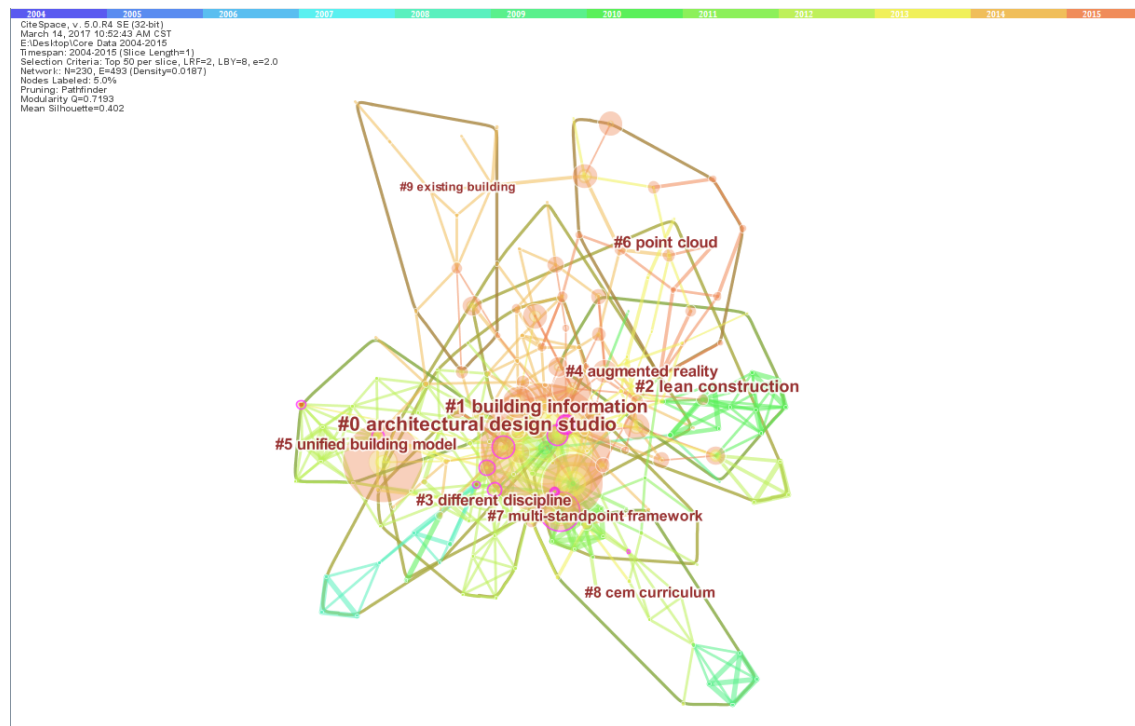 2004 2005 2006 2007 2008 2009 2010 2011 2012 2013 2014 2015
CiteSpace, v. 5.0.R4 SE (32-bit)
March 14, 2017 10:52:43 AM CST
E:\Desktop\Core Data 2004-2015
Timespan: 2004-2015 (Slice Length=1)
Selection Criteria: Top 50 per slice, LRF=2, LBY=8, e=2.0
Network: N=230, E=493 (Density=0.0187)
Nodes Labeled: 5.0%
Pruning: Pathfinder
Modularity Q=0.7193
Mean Silhouette=0.402
#9 existing building
#6 point cloud
#4 augmented reality
#2 lean construction
#1 building information
#0 architectural design studio
#5 unified building model
#3 different discipline
#7 multi-standpoint framework
#8 cem curriculum